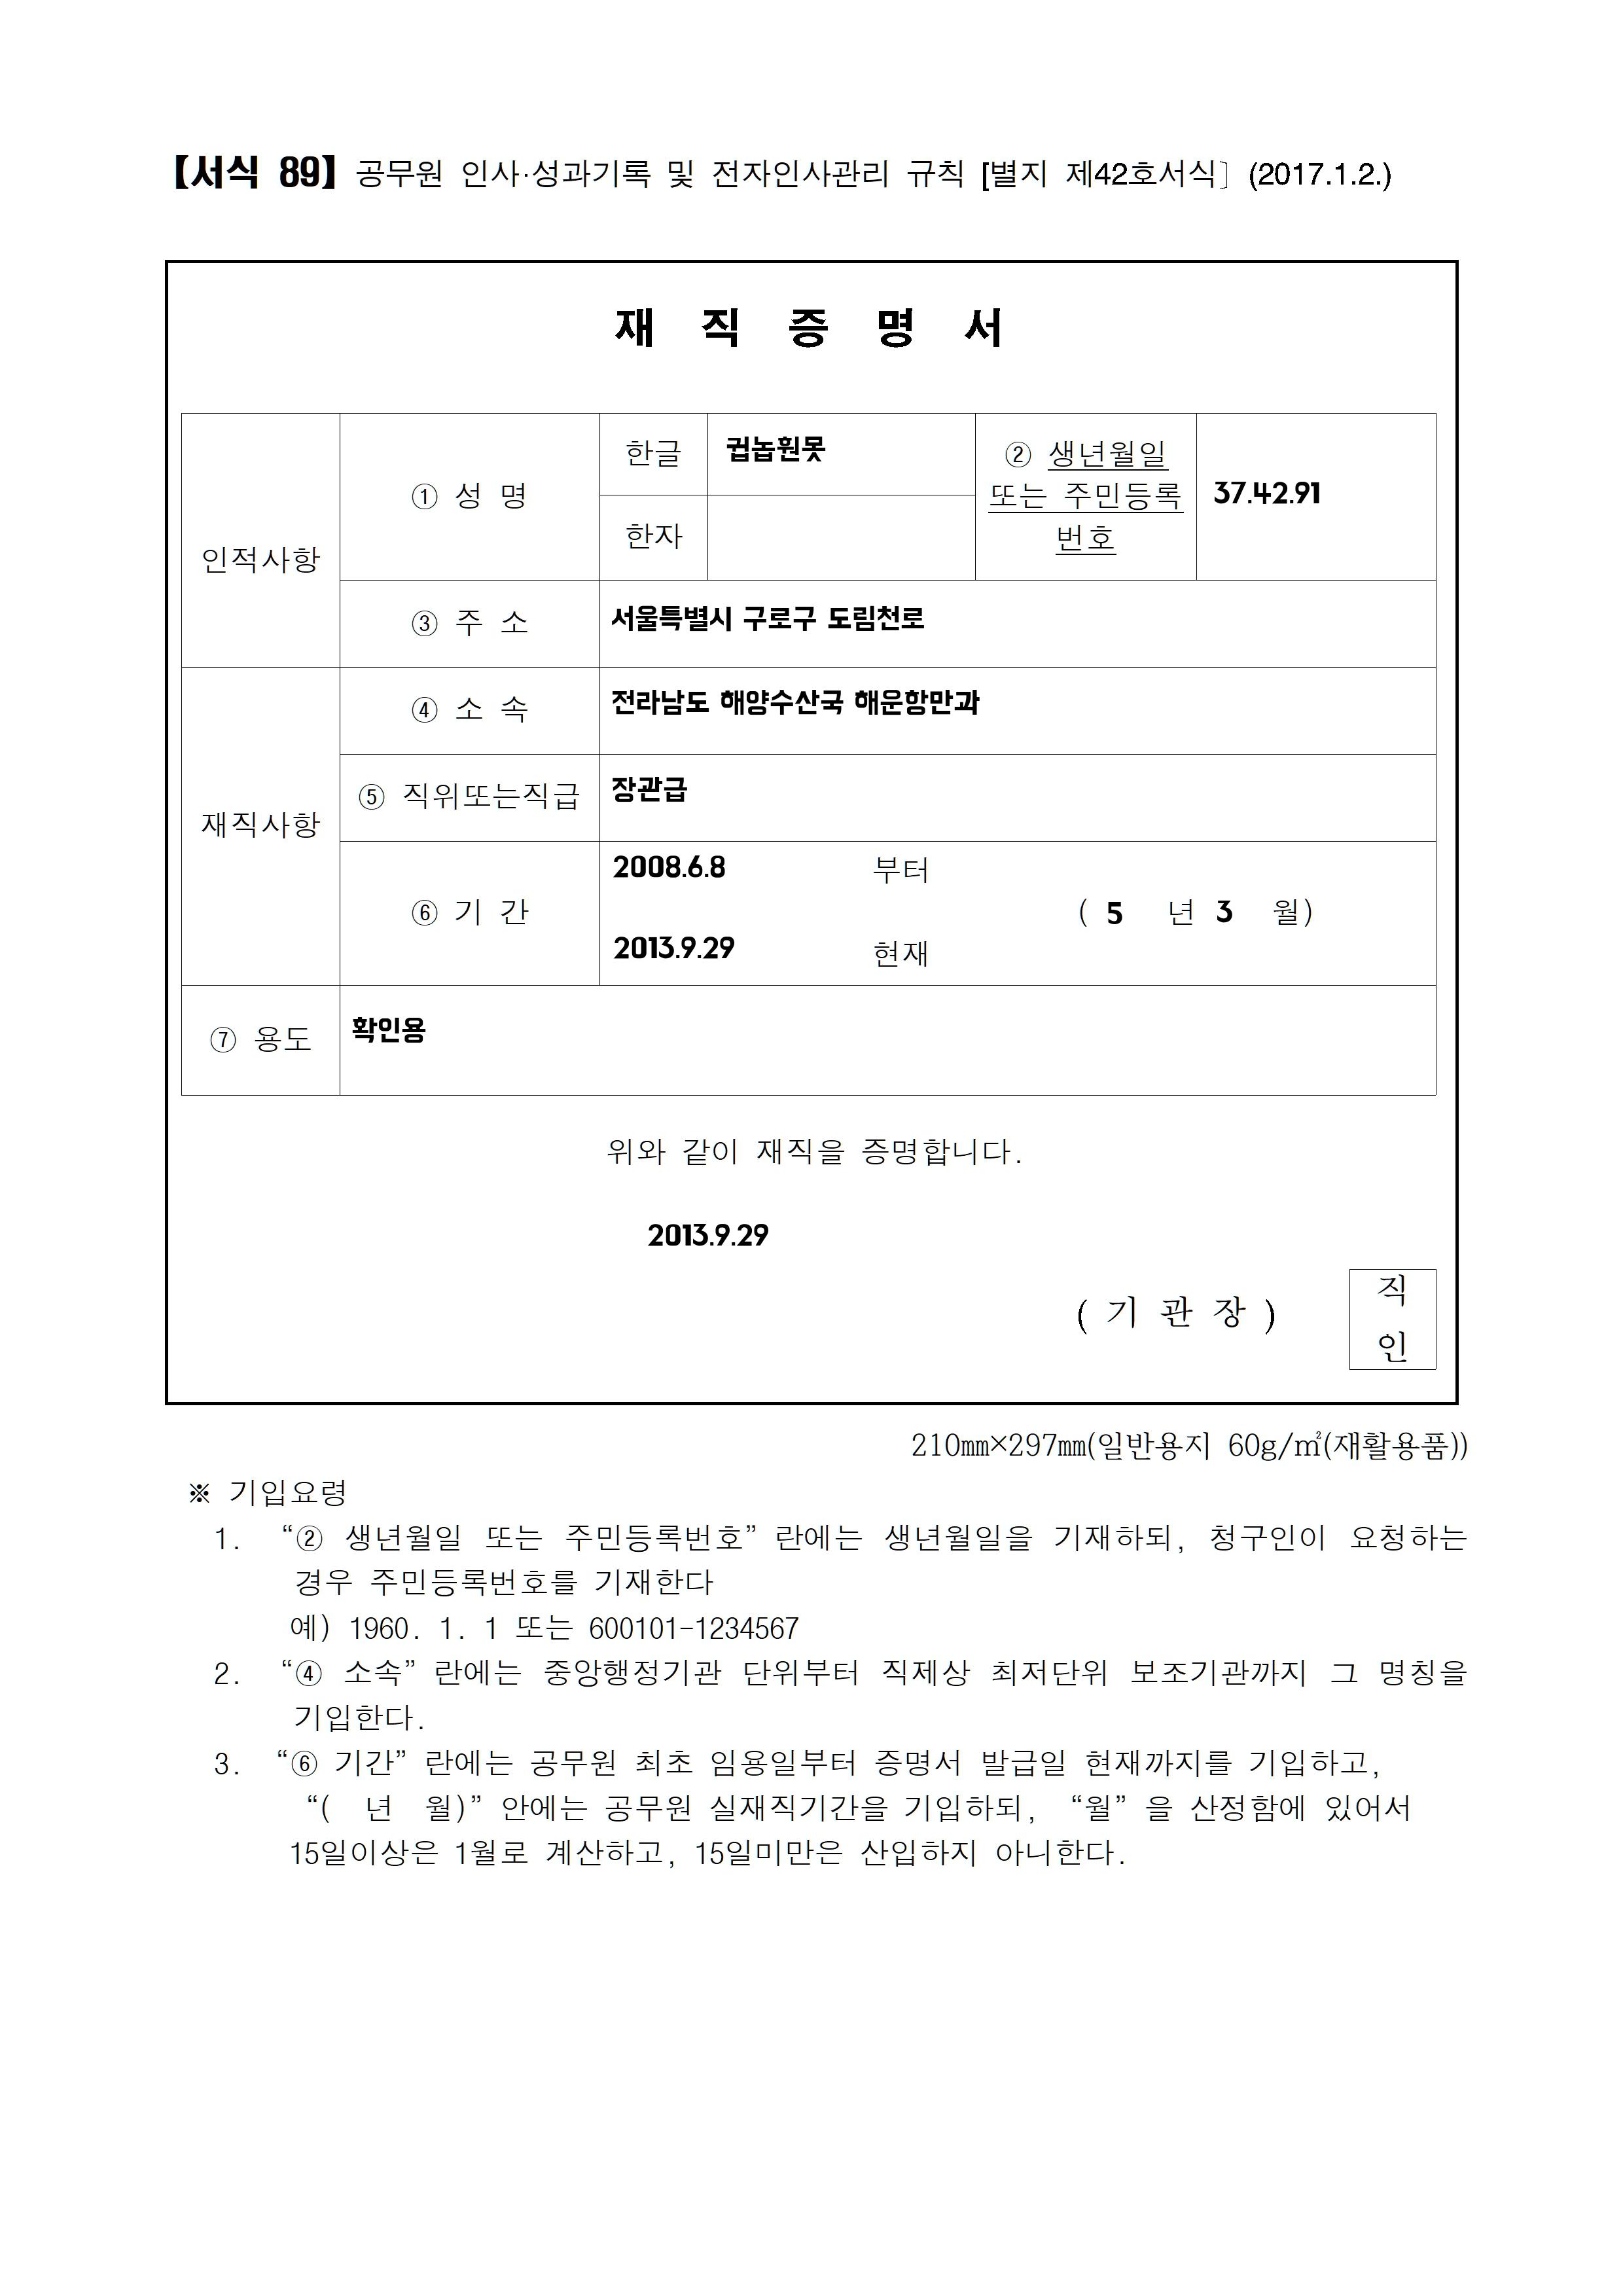 【서식 89】 공무원 인사·성과기록 및 전자인사관리 규칙 [별지 제42호서식〕 (2017.1.2.)
재 직 증 명 서
인적사항
① 성 명
한글
컵놉훤못
한자
② 생년월일
또는 주민등록
번호
37.42.91
③ 주 소
서울특별시 구로구 도림천로
재직사항
④ 소 속
전라남도 해양수산국 해운항만과
⑤ 직위또는직급
장관급
⑥ 기 간
2008.6.8 부터
2013.9.29 현재
( 5 년 3 월)
⑦ 용도
확인용
위와 같이 재직을 증명합니다.
2013.9.29
( 기 관 장 )
직
인
210㎜×297㎜(일반용지 60g/㎡(재활용품))
※ 기입요령
1. “② 생년월일 또는 주민등록번호” 란에는 생년월일을 기재하되, 청구인이 요청하는
경우 주민등록번호를 기재한다
예) 1960. 1. 1 또는 600101-1234567
2. “④ 소속” 란에는 중앙행정기관 단위부터 직제상 최저단위 보조기관까지 그 명칭을
기입한다.
3. “⑥ 기간” 란에는 공무원 최초 임용일부터 증명서 발급일 현재까지를 기입하고,
“( 년 월)” 안에는 공무원 실재직기간을 기입하되, “월” 을 산정함에 있어서
15일이상은 1월로 계산하고, 15일미만은 산입하지 아니한다.